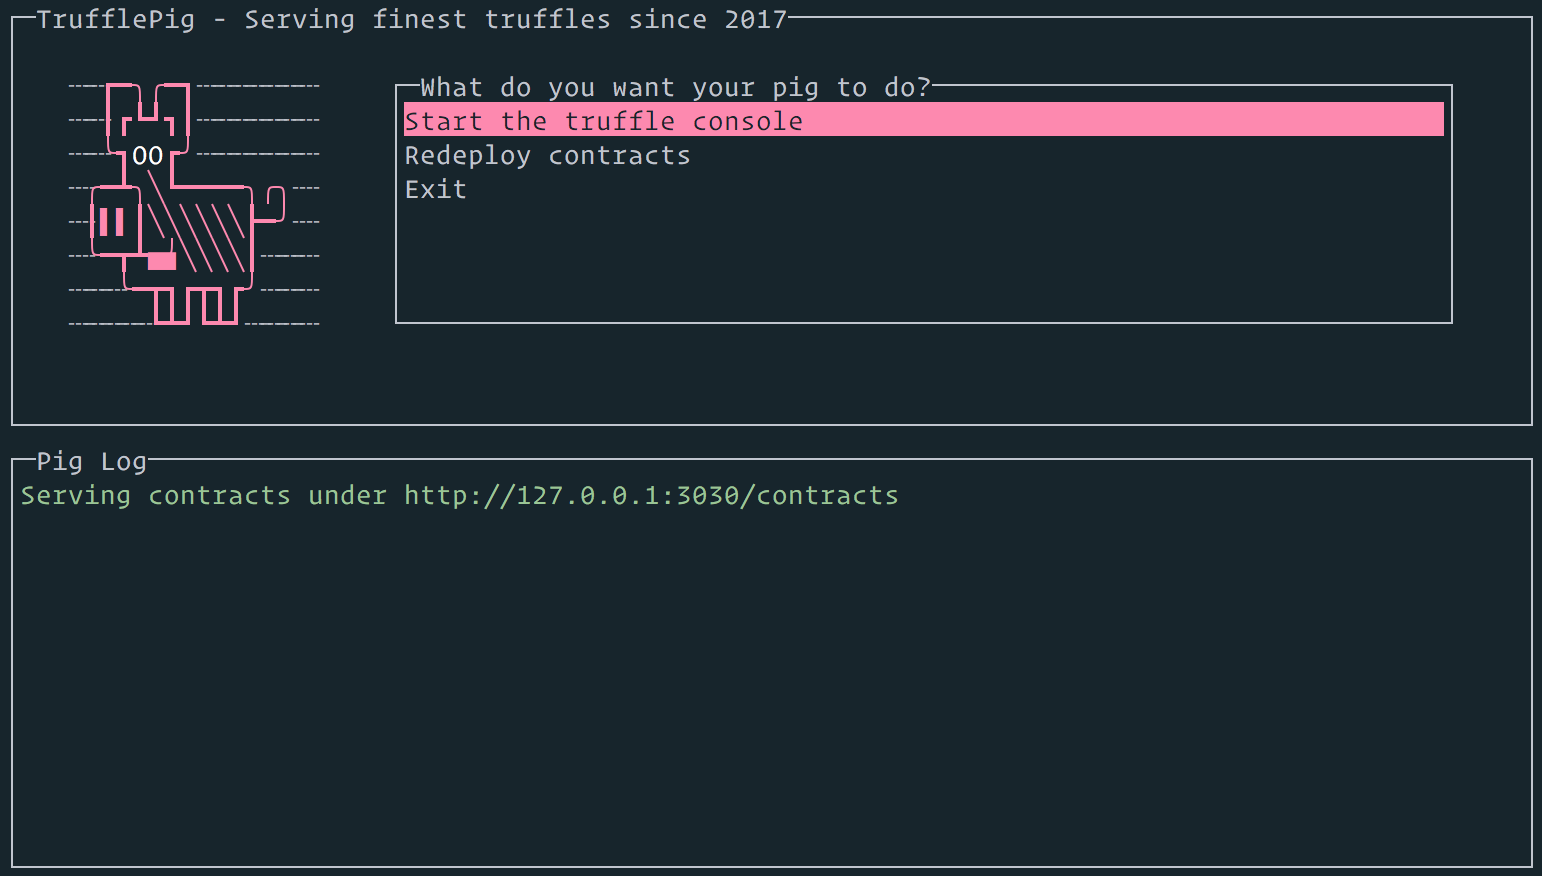 TrufflePig - Serving finest truffles since 2017
What do you want your pig to do?
Start the truffle console
Redeploy contracts
Exit
OO
Pig Log
Serving contracts under http://127.0.0.1:3030/contracts